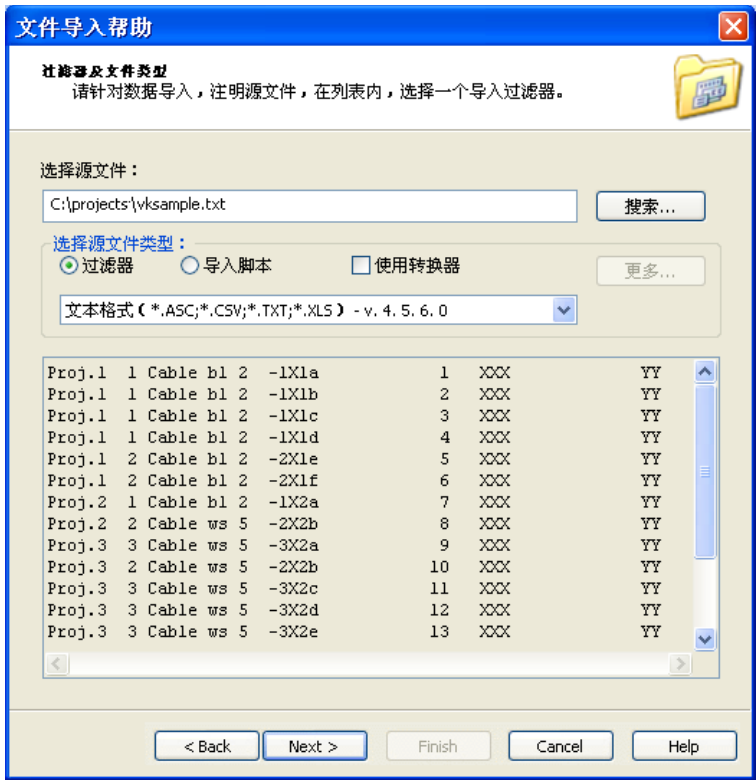 文件导入帮助
过滤器及文件类型
请针对数据导入，注明源文件，在列表内，选择一个导入过滤器。
选择源文件：
C:\projects\vksample.txt
搜索...
选择源文件类型：
过滤器 导入脚本 使用转换器
更多...
文本格式(*.ASC;*.CSV;*.TXT;*.XLS) - v. 4. 5. 6. 0
Proj.1 1 Cable bl 2 -1X1a 1 XXX YY
Proj.1 1 Cable bl 2 -1X1b 2 XXX YY
Proj.1 1 Cable bl 2 -1X1c 3 XXX YY
Proj.1 1 Cable bl 2 -1X1d 4 XXX YY
Proj.1 2 Cable bl 2 -2X1e 5 XXX YY
Proj.1 2 Cable bl 2 -2X1f 6 XXX YY
Proj.2 1 Cable bl 2 -1X2a 7 XXX YY
Proj.2 2 Cable ws 5 -2X2b 8 XXX YY
Proj.3 3 Cable ws 5 -3X2a 9 XXX YY
Proj.3 2 Cable ws 5 -2X2b 10 XXX YY
Proj.3 3 Cable ws 5 -3X2c 11 XXX YY
Proj.3 3 Cable ws 5 -3X2d 12 XXX YY
Proj.3 3 Cable ws 5 -3X2e 13 XXX YY
< Back Next > Finish Cancel Help